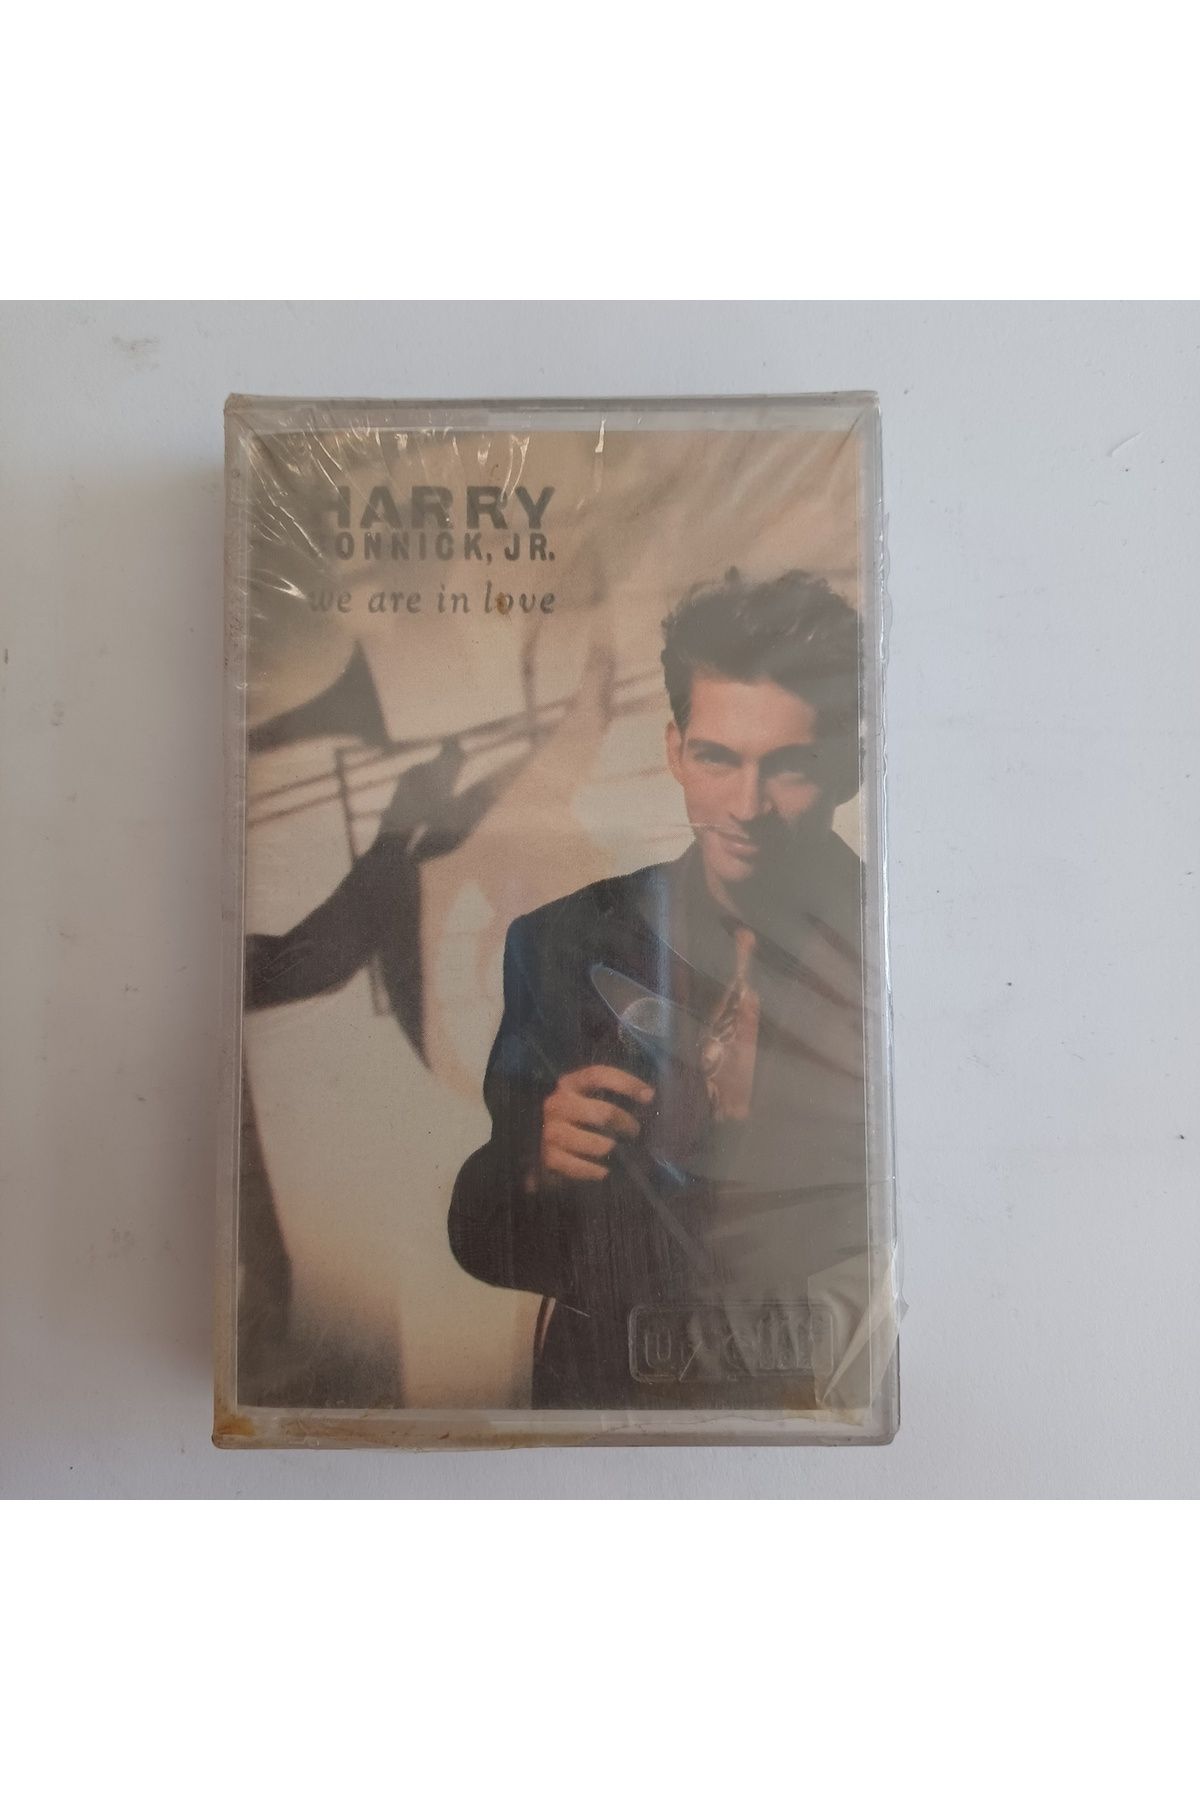 HARRY
CONNICK, JR.
we are in love